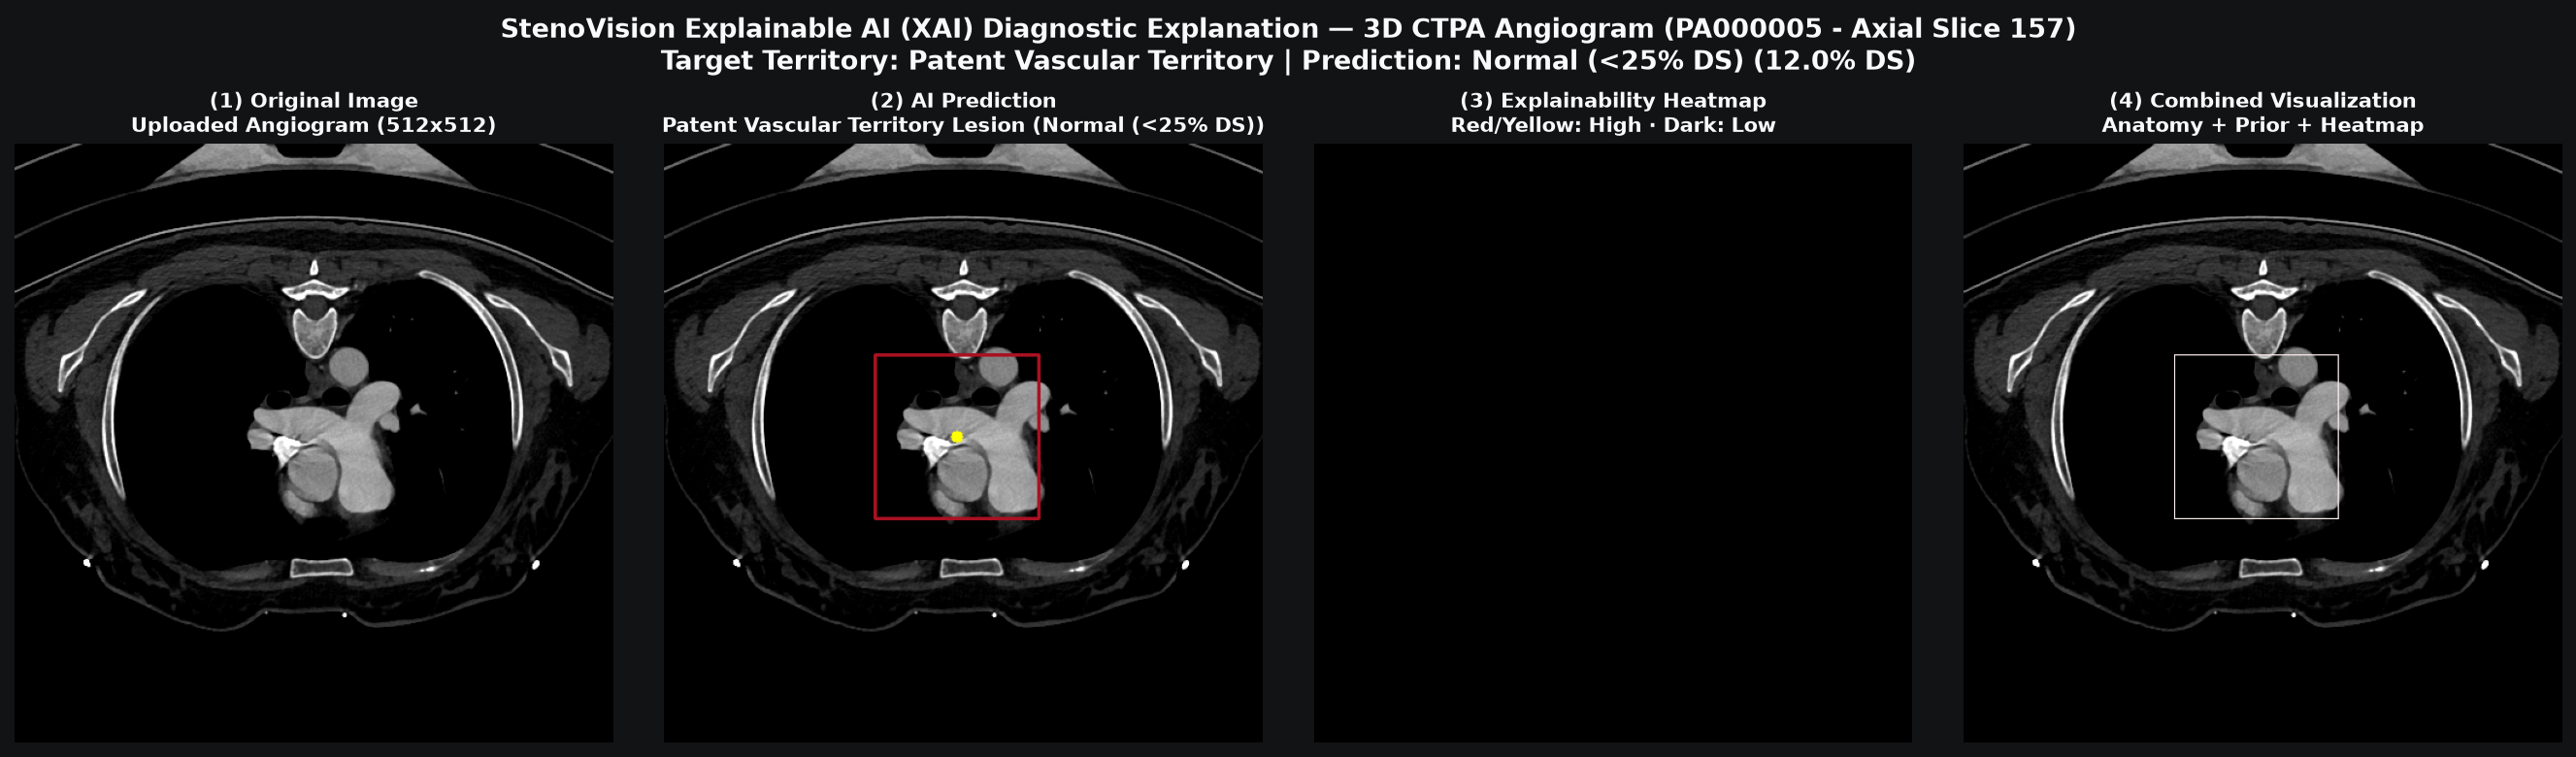 StenoVision Explainable AI (XAI) Diagnostic Explanation — 3D CTPA Angiogram (PA000005 - Axial Slice 157)
Target Territory: Patent Vascular Territory | Prediction: Normal (<25% DS) (12.0% DS)
(1) Original Image
Uploaded Angiogram (512x512)
(2) AI Prediction
Patent Vascular Territory Lesion (Normal (<25% DS))
(3) Explainability Heatmap
Red/Yellow: High · Dark: Low
(4) Combined Visualization
Anatomy + Prior + Heatmap